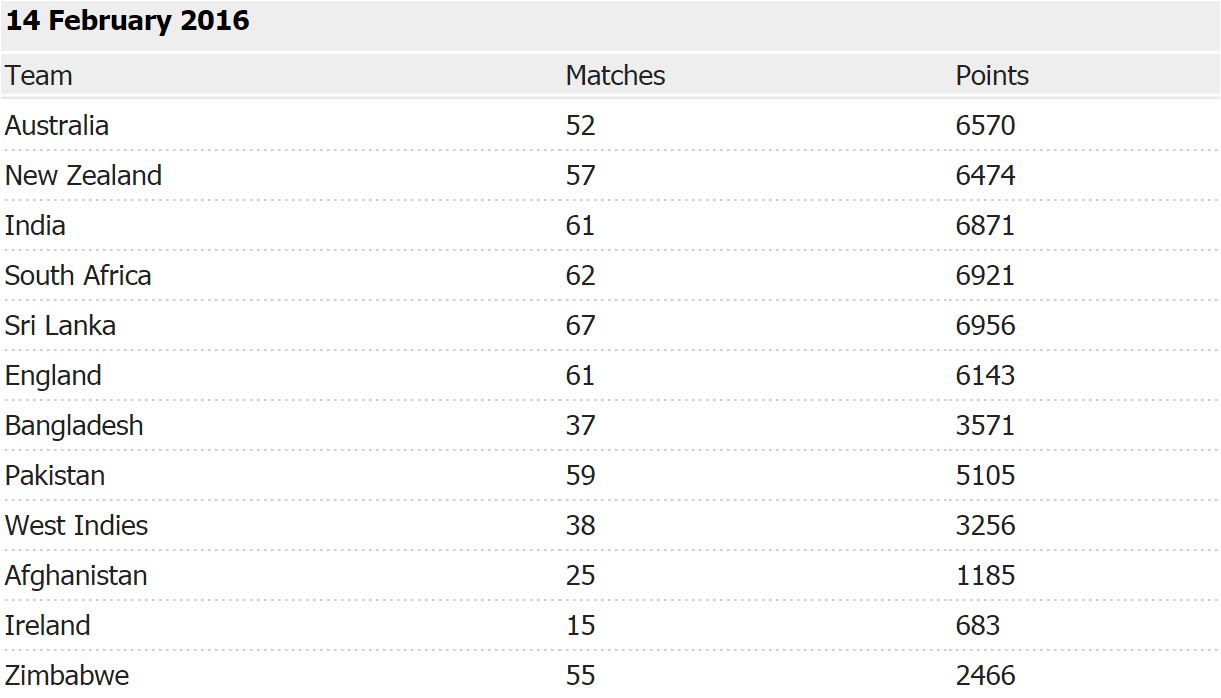 14 February 2016
Team Matches Points
Australia 52 6570
New Zealand 57 6474
India 61 6871
South Africa 62 6921
Sri Lanka 67 6956
England 61 6143
Bangladesh 37 3571
Pakistan 59 5105
West Indies 38 3256
Afghanistan 25 1185
Ireland 15 683
Zimbabwe 55 2466